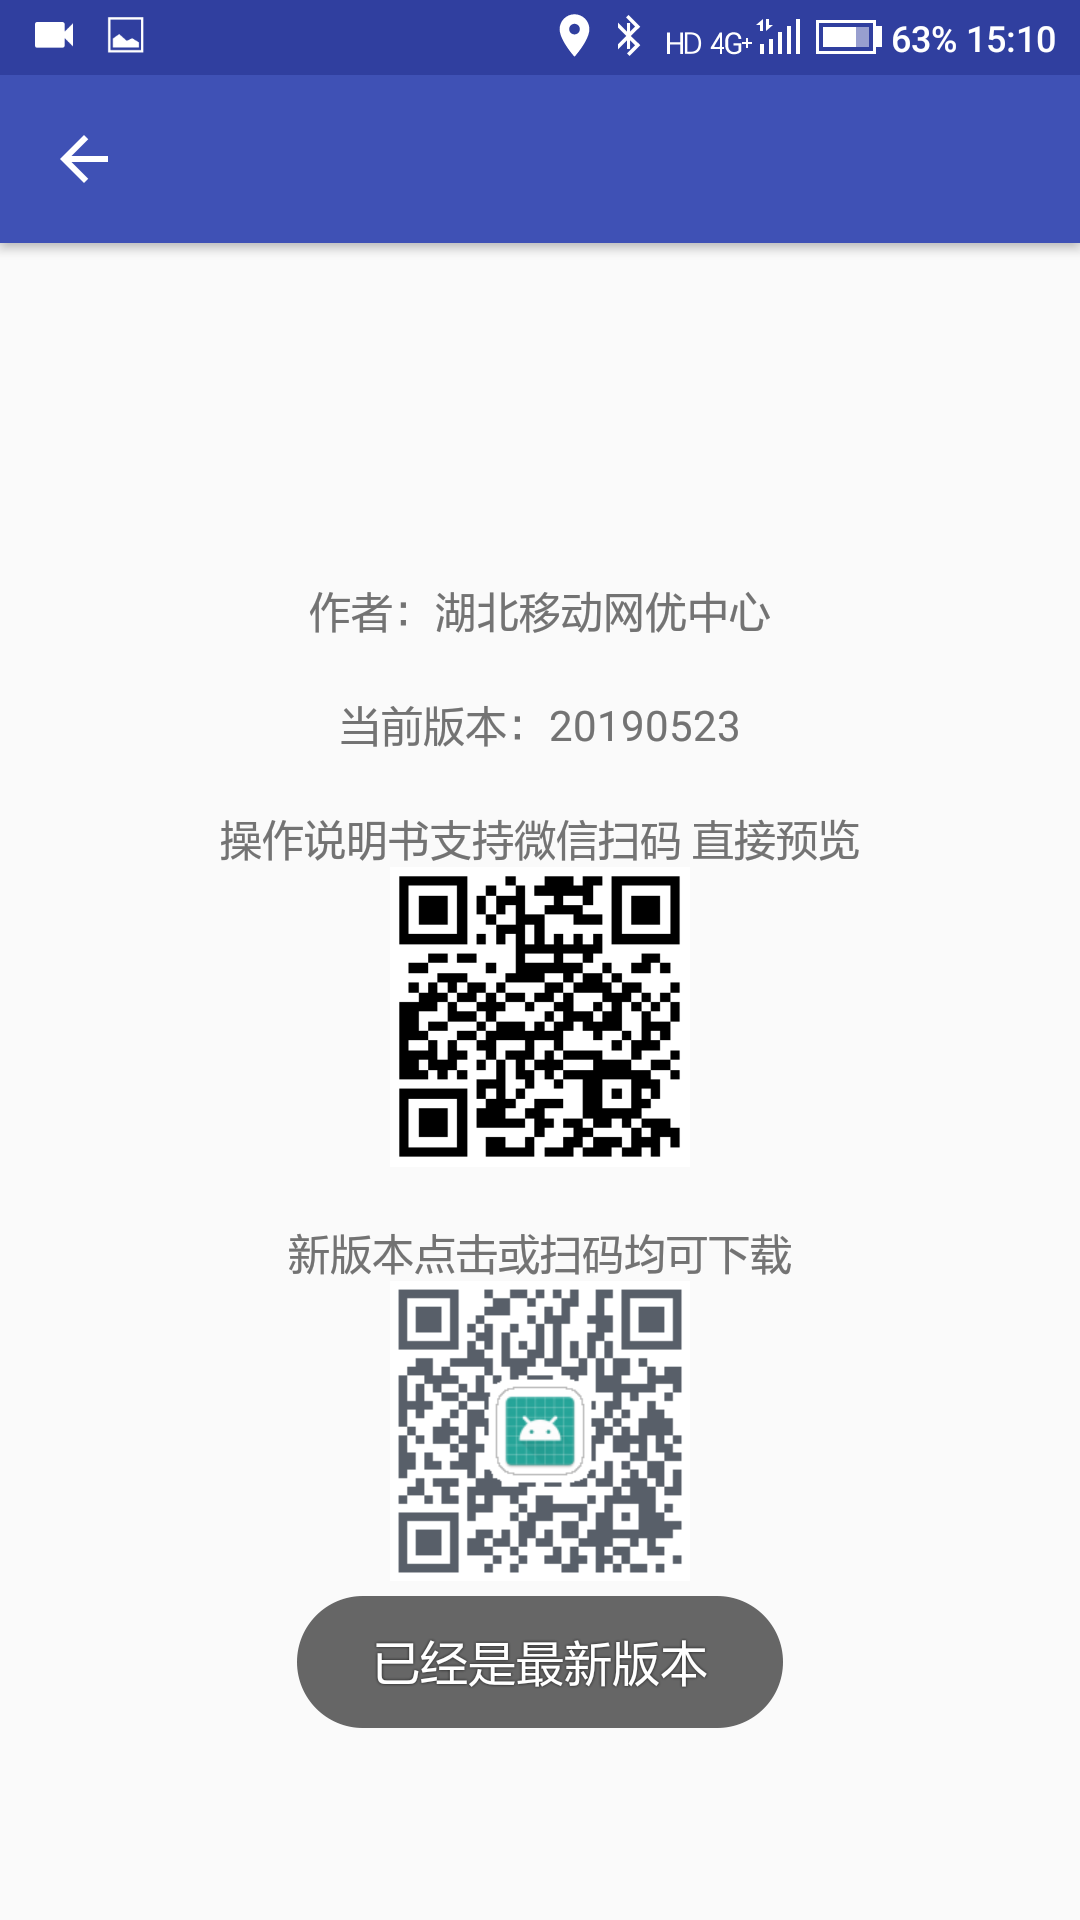 HD 4G+ 63% 15:10
作者：湖北移动网优中心
当前版本：20190523
操作说明书支持微信扫码 直接预览
新版本点击或扫码均可下载
已经是最新版本